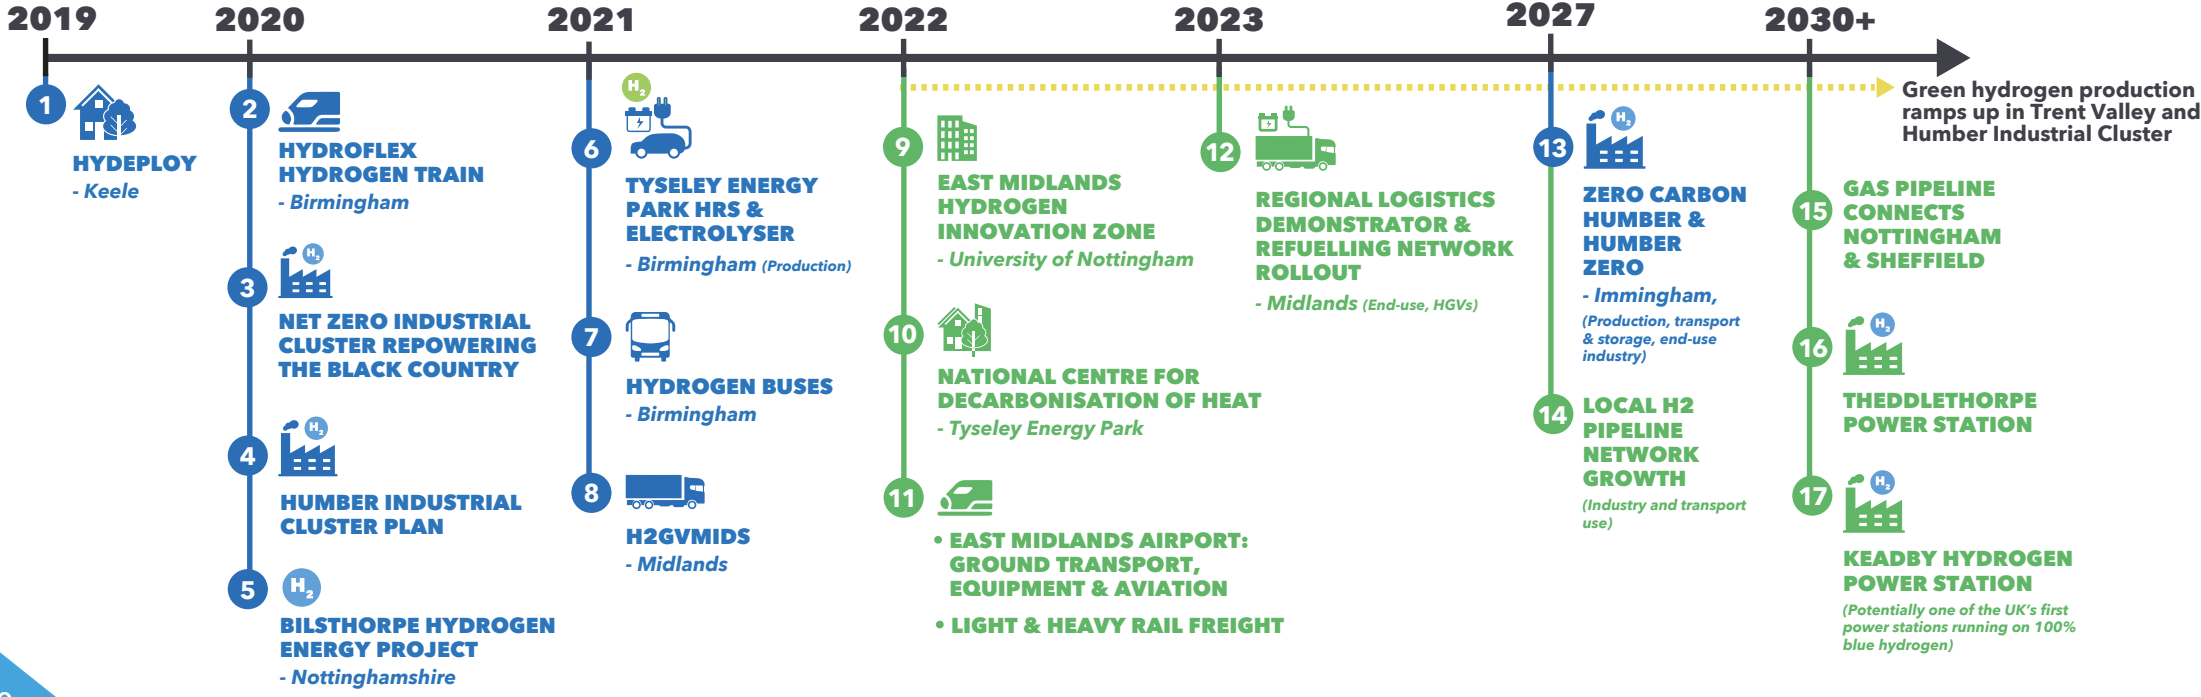 2019
2020
2021
2022
2023
2027
2030+
Green hydrogen production
ramps up in Trent Valley and
Humber Industrial Cluster
1
HYDEPLOY
- Keele
2
HYDROFLEX
HYDROGEN TRAIN
- Birmingham
3
H2
NET ZERO INDUSTRIAL
CLUSTER REPOWERING
THE BLACK COUNTRY
4
H2
HUMBER INDUSTRIAL
CLUSTER PLAN
5
H2
BILSTHORPE HYDROGEN
ENERGY PROJECT
- Nottinghamshire
H2
6
TYSELEY ENERGY
PARK HRS &
ELECTROLYSER
- Birmingham (Production)
7
HYDROGEN BUSES
- Birmingham
8
H2GVMIDS
- Midlands
9
EAST MIDLANDS
HYDROGEN
INNOVATION ZONE
- University of Nottingham
10
NATIONAL CENTRE FOR
DECARBONISATION OF HEAT
- Tyseley Energy Park
11
• EAST MIDLANDS AIRPORT:
GROUND TRANSPORT,
EQUIPMENT & AVIATION
• LIGHT & HEAVY RAIL FREIGHT
12
REGIONAL LOGISTICS
DEMONSTRATOR &
REFUELLING NETWORK
ROLLOUT
- Midlands (End-use, HGVs)
13
H2
ZERO CARBON
HUMBER &
HUMBER
ZERO
- Immingham,
(Production, transport
& storage, end-use
industry)
14
LOCAL H2
PIPELINE
NETWORK
GROWTH
(Industry and transport
use)
15
GAS PIPELINE
CONNECTS
NOTTINGHAM
& SHEFFIELD
16
H2
THEDDLETHORPE
POWER STATION
17
H2
KEADBY HYDROGEN
POWER STATION
(Potentially one of the UK's first
power stations running on 100%
blue hydrogen)